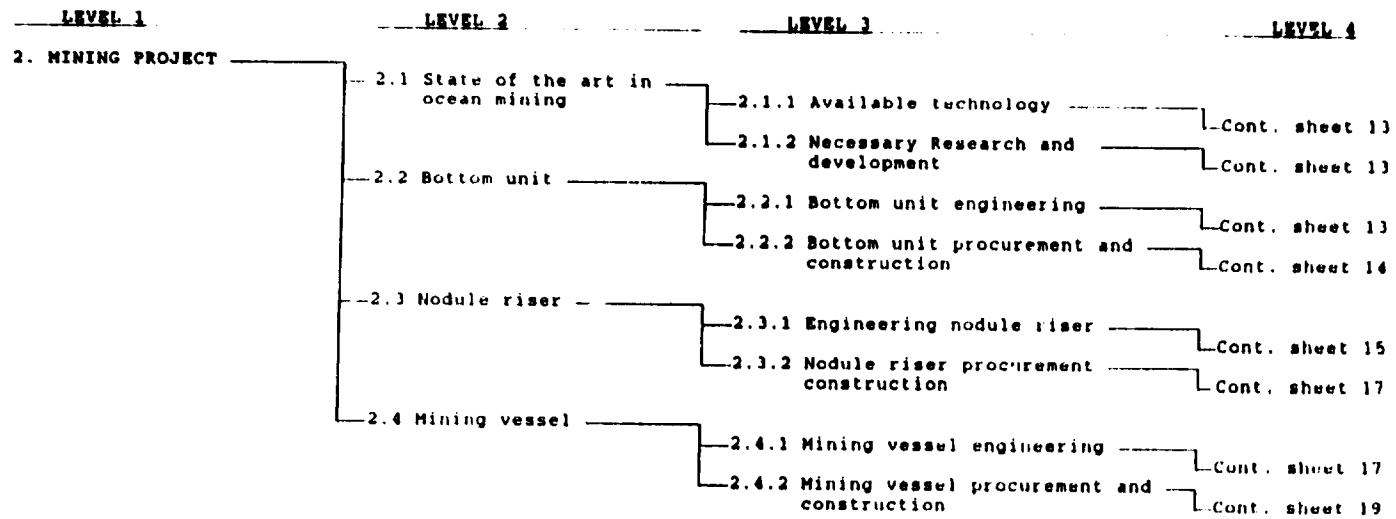 LEVEL 1 LEVEL 2 LEVEL 3 LEVEL 4
2. MINING PROJECT
2.1 State of the art in
ocean mining
2.1.1 Available technology
Cont. sheet 13
2.1.2 Necessary Research and
development
Cont. sheet 13
2.2 Bottom unit
2.2.1 Bottom unit engineering
Cont. sheet 13
2.2.2 Bottom unit procurement and
construction
Cont. sheet 14
2.3 Nodule riser
2.3.1 Engineering nodule riser
Cont. sheet 15
2.3.2 Nodule riser procurement
construction
Cont. sheet 17
2.4 Mining vessel
2.4.1 Mining vessel engineering
Cont. sheet 17
2.4.2 Mining vessel procurement and
construction
Cont. sheet 19